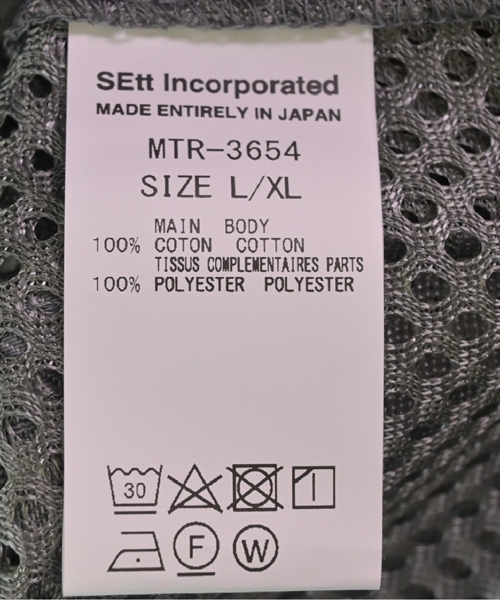 SEtt Incorporated
MADE ENTIRELY IN JAPAN
MTR-3654
SIZE L/XL
MAIN BODY
100% COTON COTTON
TISSUS COMPLEMENTAIRES PARTS
100% POLYESTER POLYESTER
30
F W